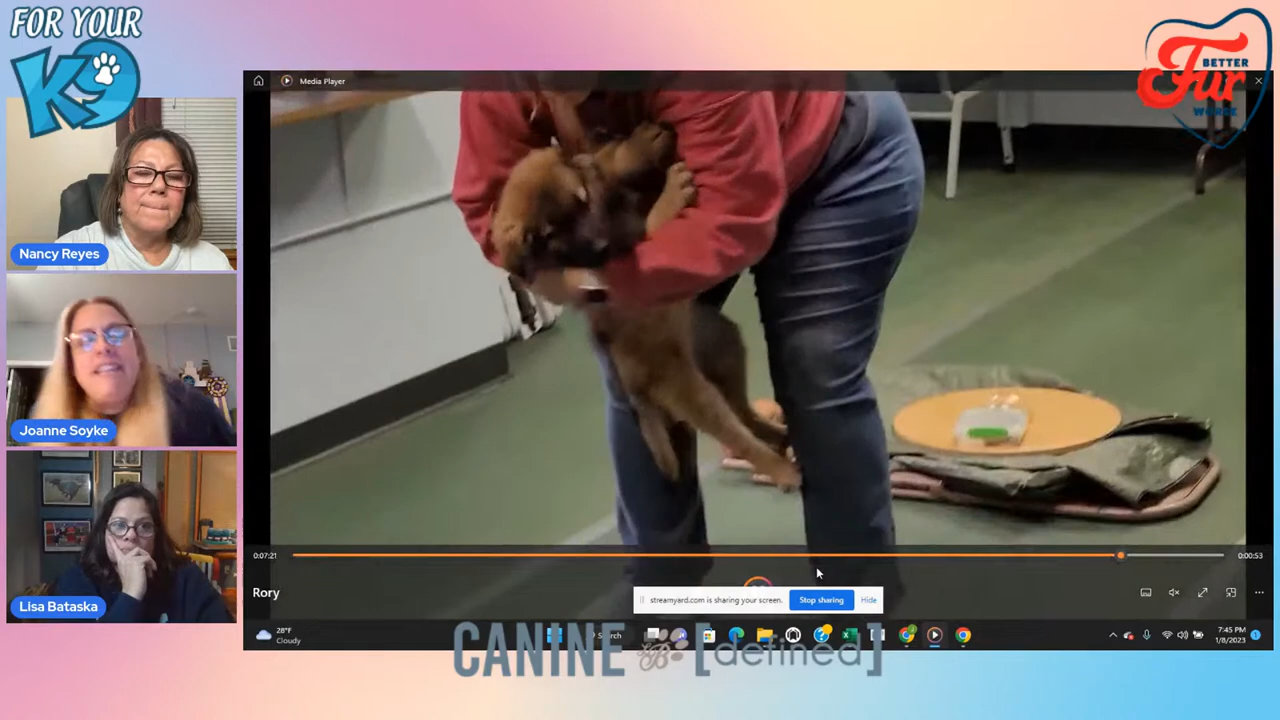 FOR YOUR
K9
BETTER
Fur
WORSE
Media Player
Nancy Reyes
Joanne Soyke
Lisa Bataska
0:07:21
0:00:53
Rory
streamyard.com is sharing your screen.
Stop sharing
Hide
28°F
Cloudy
Search
7:45 PM
1/8/2023
1
CANINE [defined]